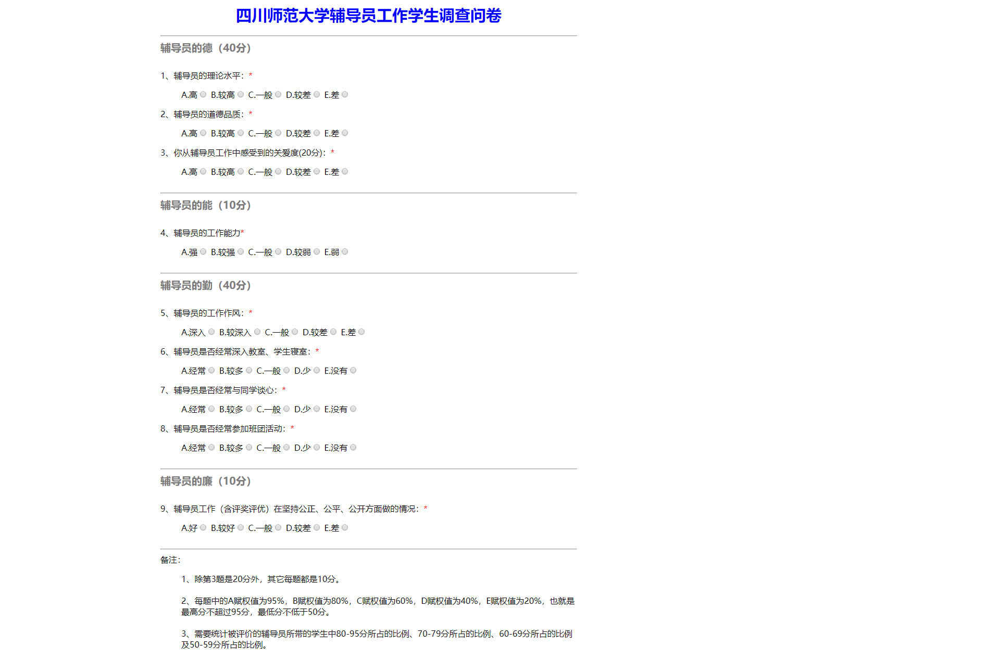 四川师范大学辅导员工作学生调查问卷
辅导员的德（40分）
1、辅导员的理论水平：*
A.高 B.较高 C.一般 D.较差 E.差
2、辅导员的道德品质：*
A.高 B.较高 C.一般 D.较差 E.差
3、你从辅导员工作中感受到的关爱度(20分)：*
A.高 B.较高 C.一般 D.较差 E.差
辅导员的能（10分）
4、辅导员的工作能力*
A.强 B.较强 C.一般 D.较弱 E.弱
辅导员的勤（40分）
5、辅导员的工作作风：*
A.深入 B.较深入 C.一般 D.较差 E.差
6、辅导员是否经常深入教室、学生寝室：*
A.经常 B.较多 C.一般 D.少 E.没有
7、辅导员是否经常与同学谈心：*
A.经常 B.较多 C.一般 D.少 E.没有
8、辅导员是否经常参加班团活动：*
A.经常 B.较多 C.一般 D.少 E.没有
辅导员的廉（10分）
9、辅导员工作（含评奖评优）在坚持公正、公平、公开方面做的情况：*
A.好 B.较好 C.一般 D.较差 E.差
备注：
1、除第3题是20分外，其它每题都是10分。
2、每题中的A赋权值为95%，B赋权值为80%，C赋权值为60%，D赋权值为40%，E赋权值为20%，也就是
最高分不超过95分，最低分不低于50分。
3、需要统计被评价的辅导员所带的学生中80-95分所占的比例、70-79分所占的比例、60-69分所占的比例
及50-59分所占的比例。